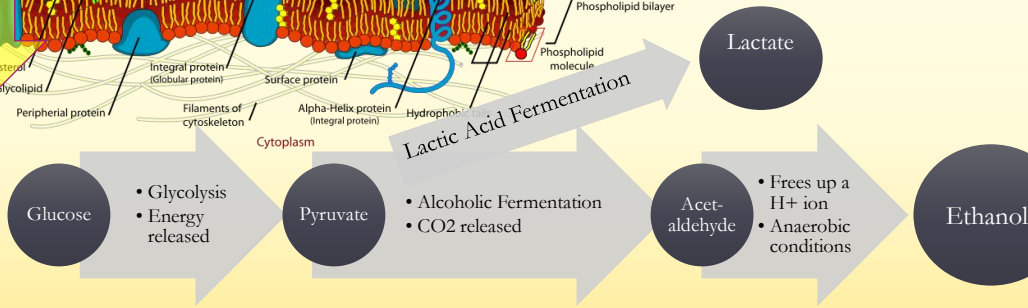 Phospholipid bilayer
Lactate
Phospholipid
molecule
Integral protein
(Globular protein)
Surface protein
Peripheral protein
Filaments of
cytoskeleton
Alpha-Helix protein
(Integral protein)
Cytoplasm
Lactic Acid Fermentation
Glucose
• Glycolysis
• Energy
released
Pyruvate
• Alcoholic Fermentation
• CO2 released
Acet-
aldehyde
• Frees up a
H+ ion
• Anaerobic
conditions
Ethanol